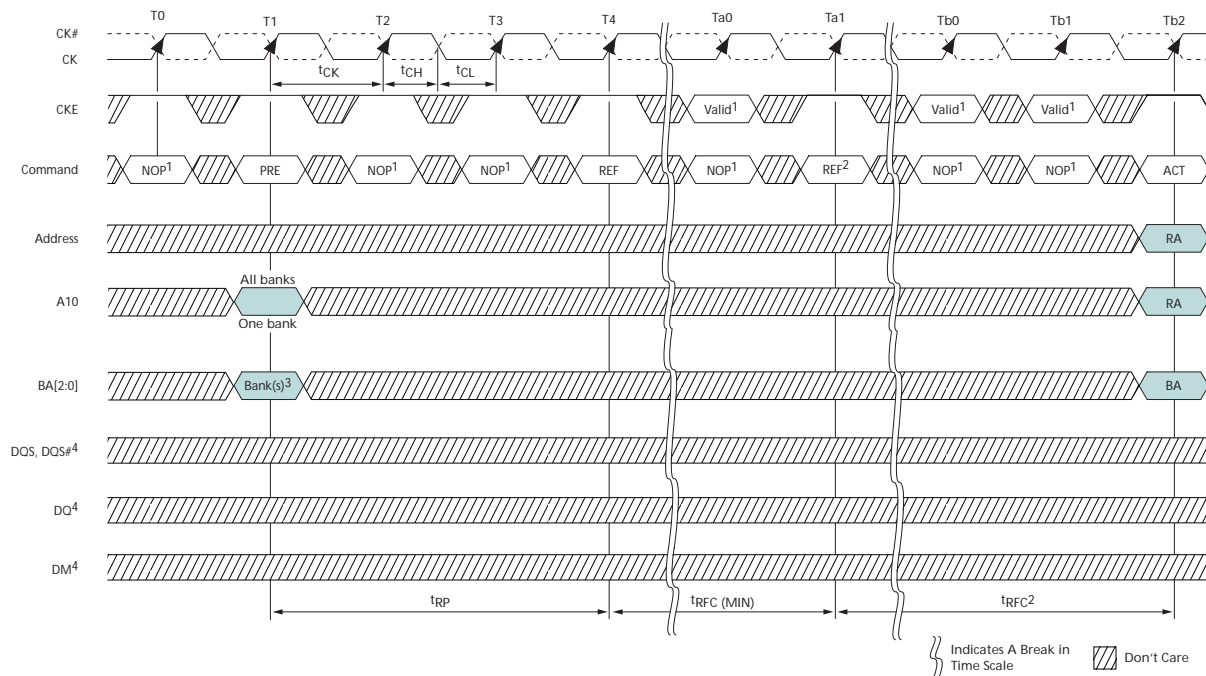 T0 T1 T2 T3 T4 Ta0 Ta1 Tb0 Tb1 Tb2
CK#
CK
tCK tCH tCL
CKE Valid1 Valid1 Valid1
Command NOP1 PRE NOP1 NOP1 REF NOP1 REF2 NOP1 NOP1 ACT
Address RA
All banks
A10 RA
One bank
BA[2:0] Bank(s)3 BA
DQS, DQS#4
DQ4
DM4
tRP tRFC (MIN) tRFC2
Indicates A Break in
Time Scale
Don't Care